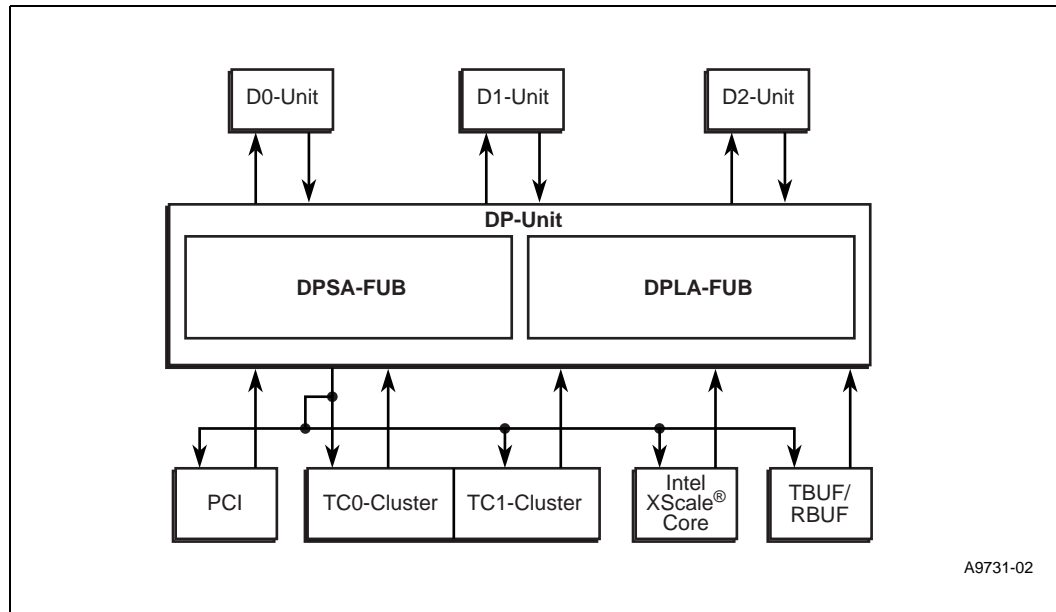 D0-Unit
D1-Unit
D2-Unit
DP-Unit
DPSA-FUB
DPLA-FUB
PCI
TC0-Cluster
TC1-Cluster
Intel
XScale®
Core
TBUF/
RBUF
A9731-02